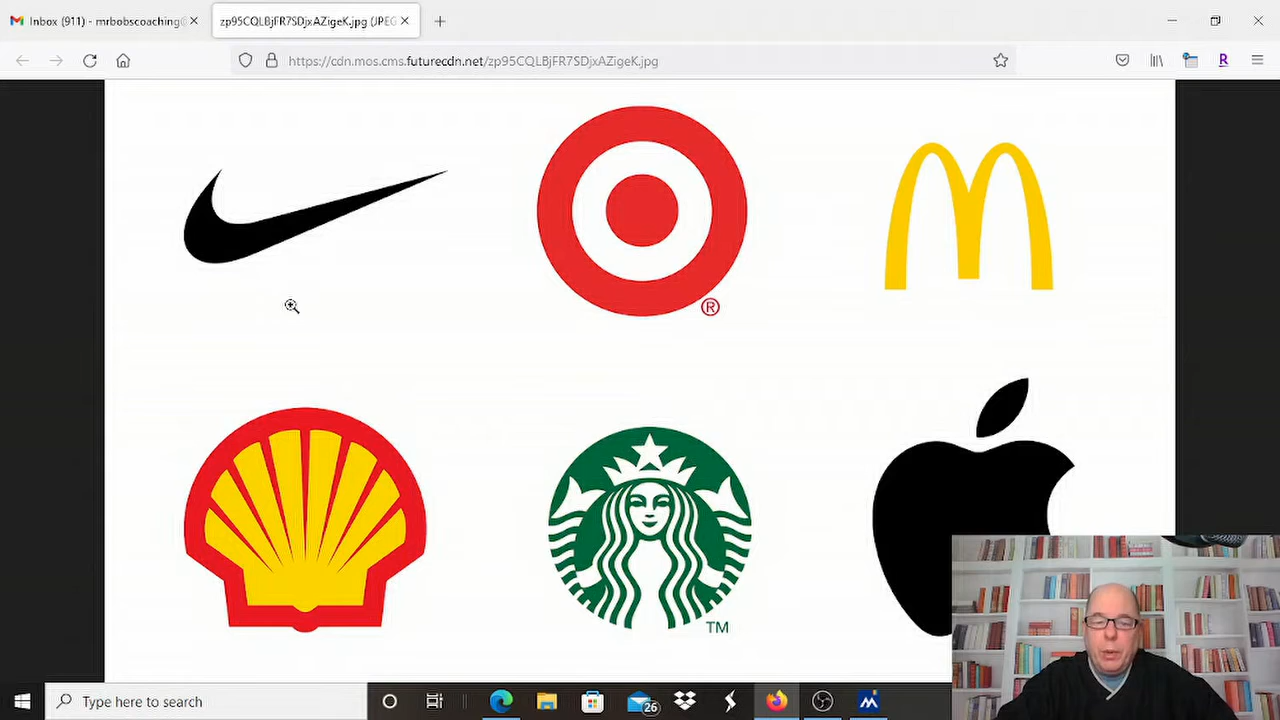 Inbox (911) - mrbobscoaching@
zp95CQLBjFR7SDjxAZigeK.jpg (JPEG
https://cdn.mos.cms.futurecdn.net/zp95CQLBjFR7SDjxAZigeK.jpg
R
®
TM
Type here to search
26